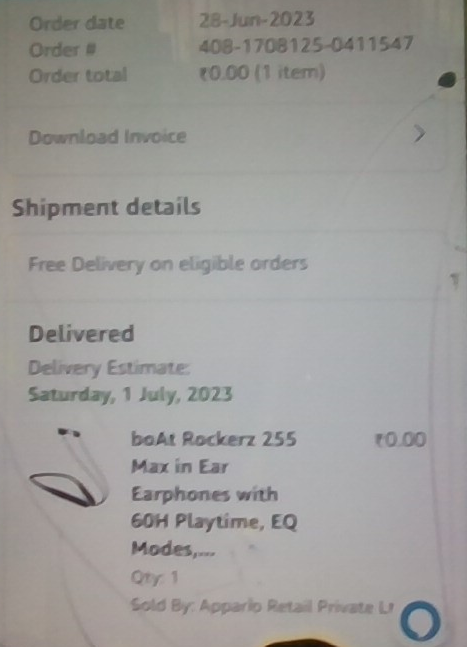 Order date 28-Jun-2023
Order # 408-1708125-0411547
Order total ₹0.00 (1 item)
Download Invoice
Shipment details
Free Delivery on eligible orders
Delivered
Delivery Estimate:
Saturday, 1 July, 2023
boAt Rockerz 255 ₹0.00
Max in Ear
Earphones with
60H Playtime, EQ
Modes,...
Qty: 1
Sold By: Appario Retail Private Lt